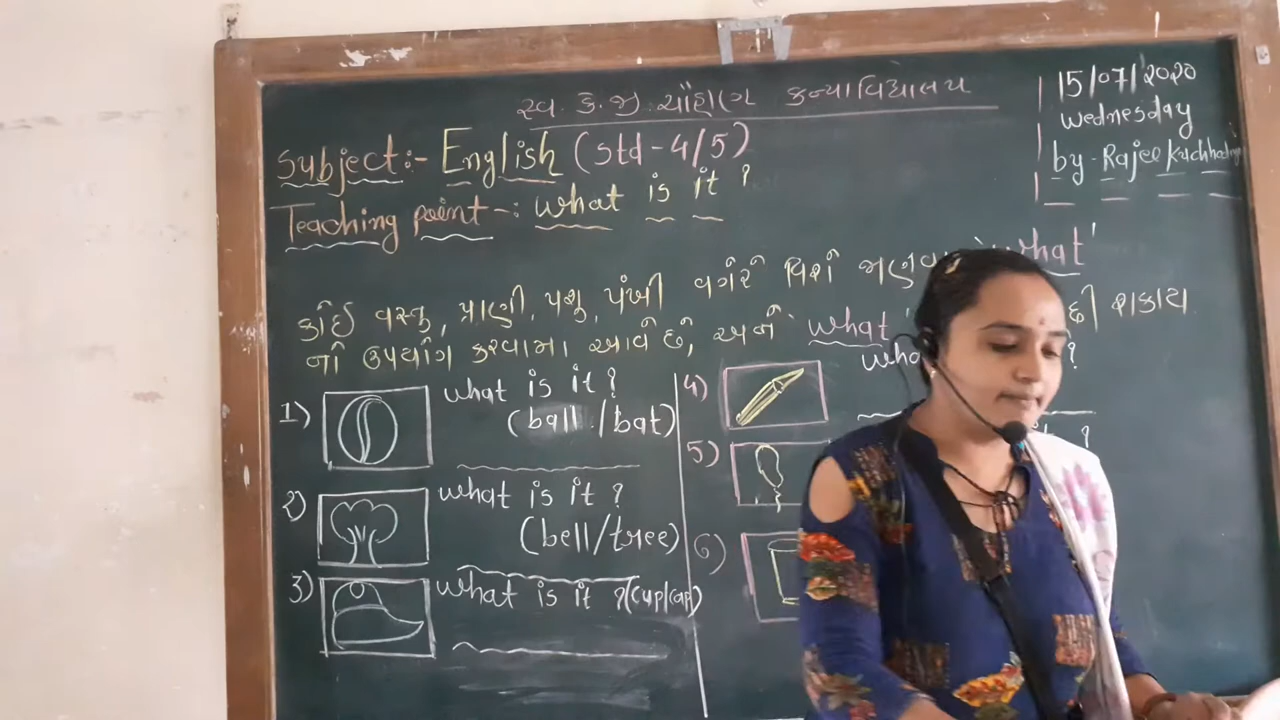 સ્વ. કે.જી. ચૌહાણ કન્યાવિદ્યાલય
15/07/2020
Wednesday
by- Rajee
Subject:- English (Std-4/5)
Teaching point -: what is it ?
કોઈ વસ્તુ, પ્રાણી, પશુ, પંખી વગેરે વિશે 'what'
નો ઉપયોગ કરવામાં આવે છે, અને 'what' શકાય
1) what is it ?
(ball / bat)
2) what is it ?
(bell/tree)
3) what is it ? (cup/cap)
4) ?
5) ?
6)